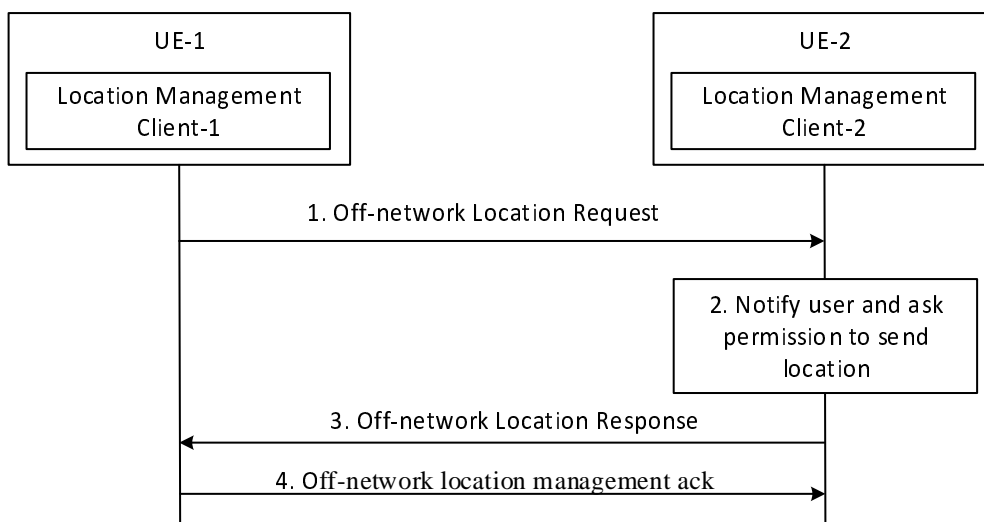 UE-1
Location Management
Client-1
UE-2
Location Management
Client-2
1. Off-network Location Request
2. Notify user and ask
permission to send
location
3. Off-network Location Response
4. Off-network location management ack